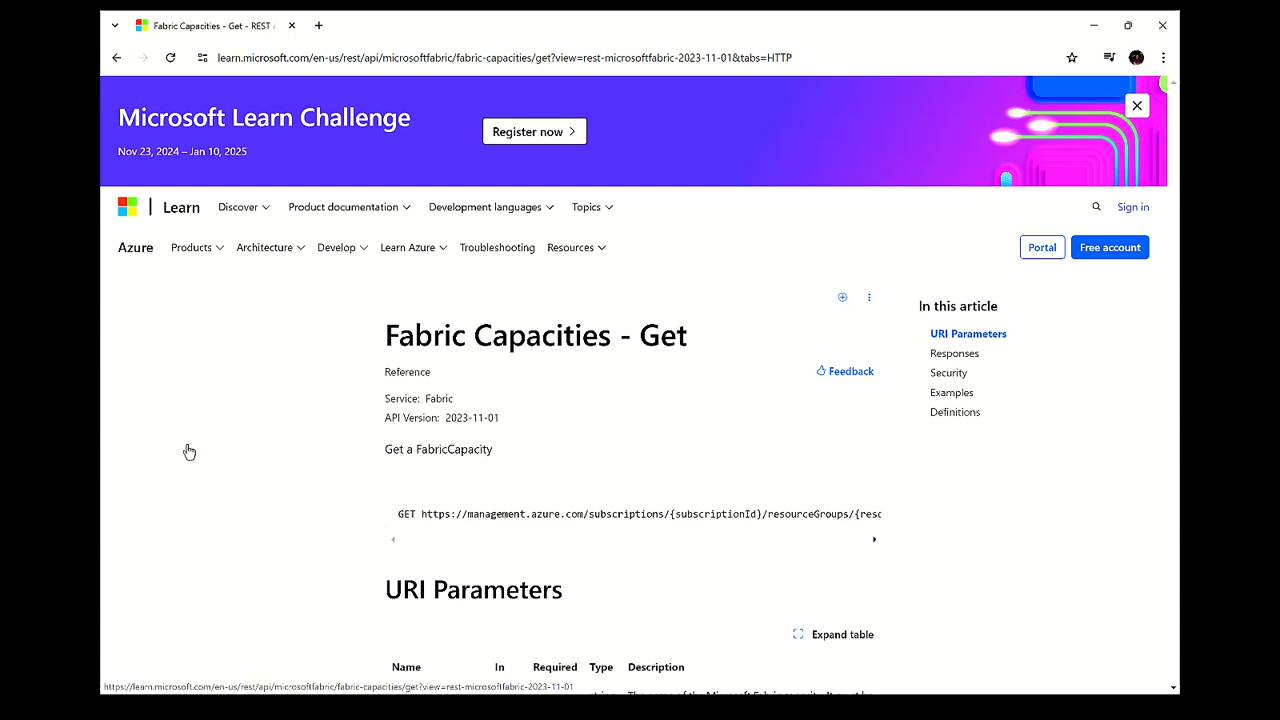 Fabric Capacities - Get - REST
learn.microsoft.com/en-us/rest/api/microsoftfabric/fabric-capacities/get?view=rest-microsoftfabric-2023-11-01&tabs=HTTP
Microsoft Learn Challenge
Nov 23, 2024 – Jan 10, 2025
Register now
Learn Discover Product documentation Development languages Topics Sign in
Azure Products Architecture Develop Learn Azure Troubleshooting Resources Portal Free account
Fabric Capacities - Get
Reference
Feedback
Service: Fabric
API Version: 2023-11-01
Get a FabricCapacity
GET https://management.azure.com/subscriptions/{subscriptionId}/resourceGroups/{resc
URI Parameters
Expand table
Name In Required Type Description
In this article
URI Parameters
Responses
Security
Examples
Definitions
https://learn.microsoft.com/en-us/rest/api/microsoftfabric/fabric-capacities/get?view=rest-microsoftfabric-2023-11-01